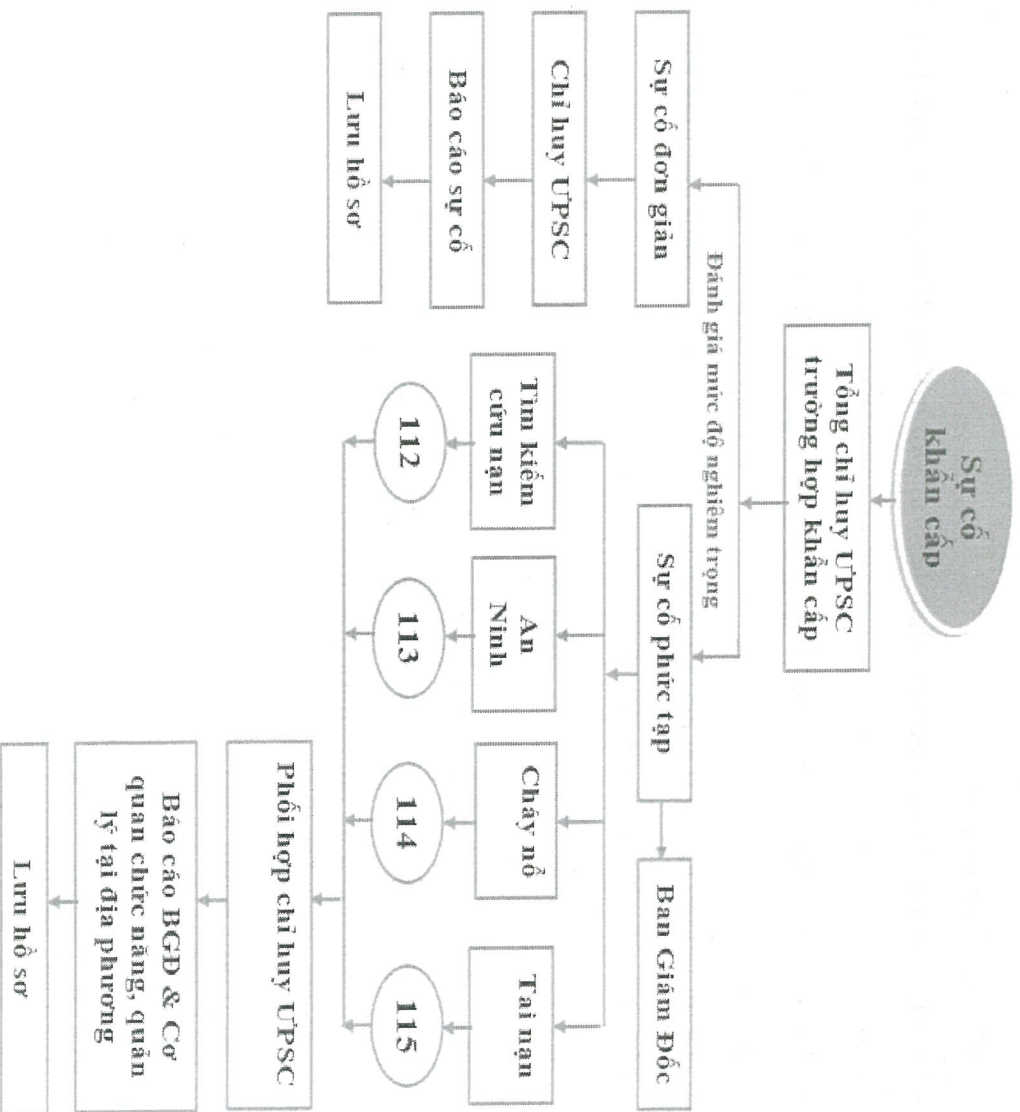 Sự cố
khẩn cấp
Tổng chỉ huy ƯPSC
trường hợp khẩn cấp
Đánh giá mức độ nghiêm trọng
Sự cố đơn giản
Chỉ huy ƯPSC
Báo cáo sự cố
Lưu hồ sơ
Sự cố phức tạp
Ban Giám Đốc
Tìm kiếm
cứu nạn
An
Ninh
Cháy nổ
Tai nạn
112
113
114
115
Phối hợp chỉ huy ƯPSC
Báo cáo BGĐ & Cơ
quan chức năng, quản
lý tại địa phương
Lưu hồ sơ